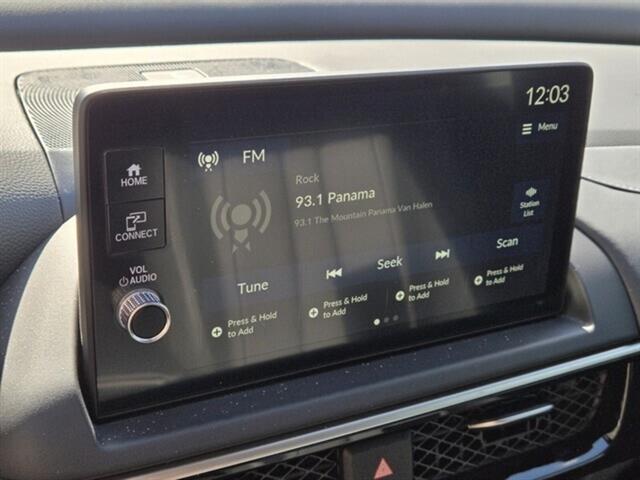 12:03
Menu
HOME
FM
Rock
93.1 Panama
93.1 The Mountain Panama Van Halen
Station
List
CONNECT
VOL
AUDIO
Tune
Seek
Scan
Press & Hold
to Add
Press & Hold
to Add
Press & Hold
to Add
Press & Hold
to Add